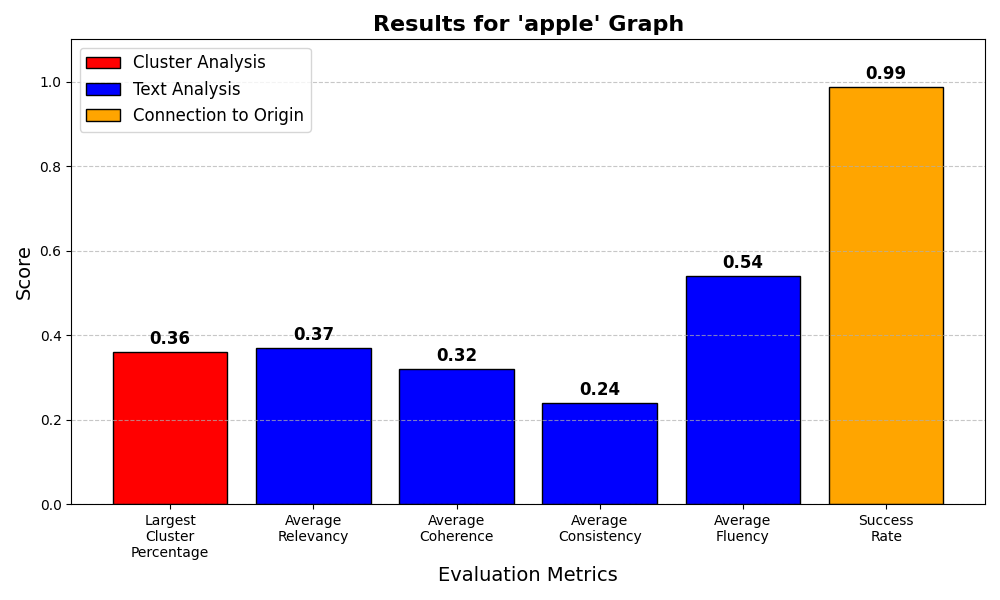 Results for 'apple' Graph
Cluster Analysis
Text Analysis
Connection to Origin
Score
1.0
0.8
0.6
0.4
0.2
0.0
0.36
0.37
0.32
0.24
0.54
0.99
Largest
Cluster
Percentage
Average
Relevancy
Average
Coherence
Average
Consistency
Average
Fluency
Success
Rate
Evaluation Metrics